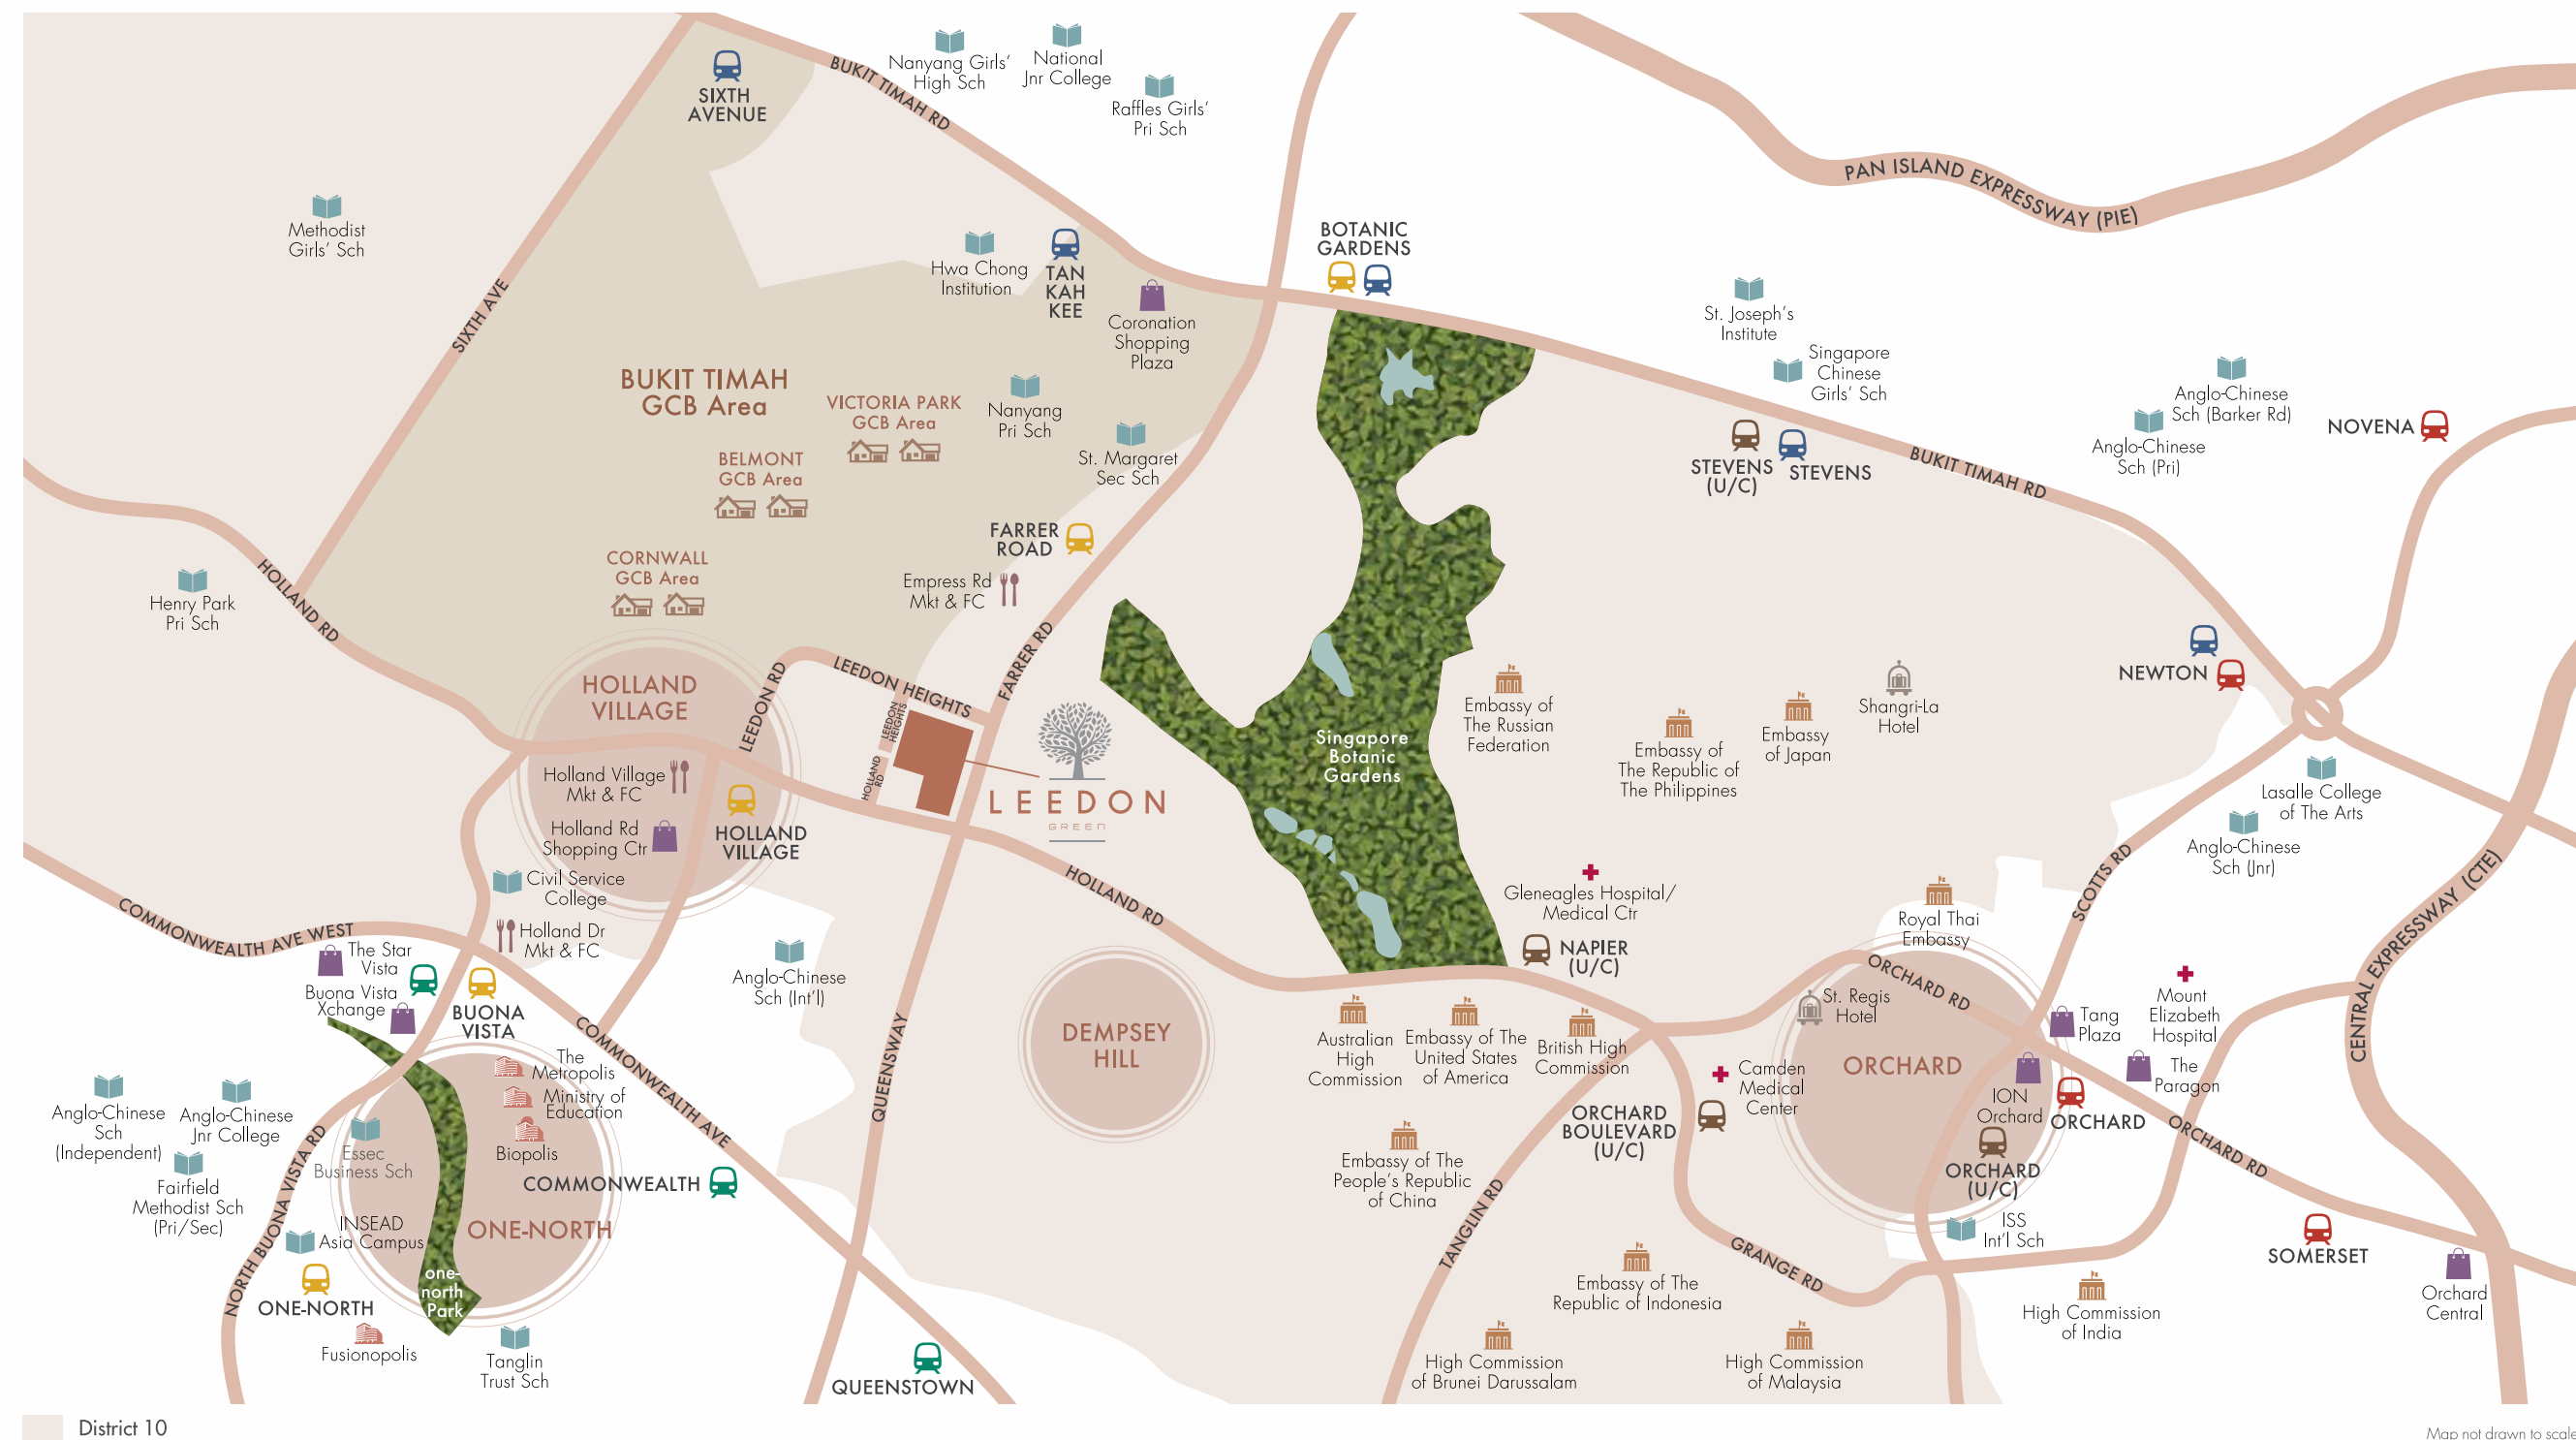 SIXTH
AVENUE
BUKIT TIMAH RD
Nanyang Girls'
High Sch
National
Jnr College
Raffles Girls'
Pri Sch
PAN ISLAND EXPRESSWAY (PIE)
Methodist
Girls' Sch
SIXTH AVE
Hwa Chong
Institution
TAN
KAH
KEE
Coronation
Shopping
Plaza
BOTANIC
GARDENS
St. Joseph's
Institute
Singapore
Chinese
Girls' Sch
STEVENS
(U/C)
STEVENS
BUKIT TIMAH RD
Anglo-Chinese
Sch (Barker Rd)
Anglo-Chinese
Sch (Pri)
NOVENA
BUKIT TIMAH
GCB Area
VICTORIA PARK
GCB Area
BELMONT
GCB Area
CORNWALL
GCB Area
Nanyang
Pri Sch
St. Margaret
Sec Sch
FARRER
ROAD
Empress Rd
Mkt & FC
Henry Park
Pri Sch
HOLLAND RD
HOLLAND
VILLAGE
LEEDON RD
LEEDON HEIGHTS
LEEDON
HEIGHTS
HOLLAND
RD
FARRER RD
LEEDON
GREEN
Singapore
Botanic
Gardens
Embassy of
The Russian
Federation
Embassy of
The Republic of
The Philippines
Embassy
of Japan
Shangri-La
Hotel
NEWTON
Holland Village
Mkt & FC
Holland Rd
Shopping Ctr
HOLLAND
VILLAGE
Civil Service
College
Holland Dr
Mkt & FC
HOLLAND RD
Gleneagles Hospital/
Medical Ctr
NAPIER
(U/C)
Royal Thai
Embassy
SCOTTS RD
Lasalle College
of The Arts
Anglo-Chinese
Sch (Jnr)
CENTRAL EXPRESSWAY (CTE)
COMMONWEALTH AVE WEST
The Star
Vista
Buona Vista
Xchange
BUONA
VISTA
Anglo-Chinese
Sch (Int'l)
COMMONWEALTH AVE
QUEENSWAY
DEMPSEY
HILL
Australian
High
Commission
Embassy of The
United States
of America
British High
Commission
ORCHARD RD
St. Regis
Hotel
ORCHARD
Camden
Medical
Center
ORCHARD
BOULEVARD
(U/C)
Tang
Plaza
Mount
Elizabeth
Hospital
The
Paragon
ION
Orchard
ORCHARD
ORCHARD
(U/C)
ORCHARD RD
The
Metropolis
Ministry of
Education
Biopolis
Anglo-Chinese
Sch
(Independent)
Anglo-Chinese
Jnr College
Fairfield
Methodist Sch
(Pri/Sec)
Essec
Business Sch
NORTH BUONA VISTA RD
INSEAD
Asia Campus
COMMONWEALTH
ONE-NORTH
one-
north
Park
ONE-NORTH
Fusionopolis
Tanglin
Trust Sch
QUEENSTOWN
Embassy of The
People's Republic
of China
TANGLIN RD
Embassy of The
Republic of Indonesia
GRANGE RD
High Commission
of Brunei Darussalam
High Commission
of Malaysia
ISS
Int'l Sch
High Commission
of India
SOMERSET
Orchard
Central
District 10
Map not drawn to scale